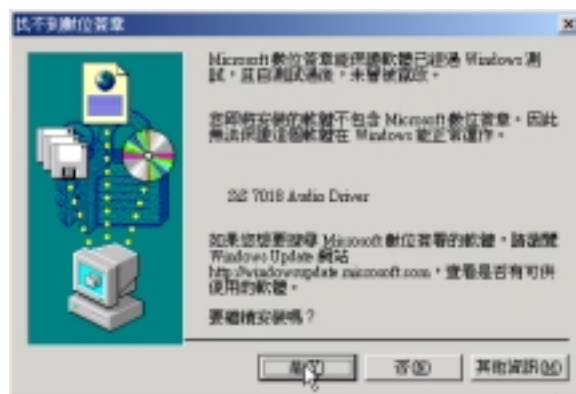 找不到數位簽章
Microsoft 數位簽章能保證軟體已經過 Windows 測
試，且自測試過後，未曾被竄改。
您即將安裝的軟體不包含 Microsoft 數位簽章。因此
無法保證這個軟體在 Windows 能正常運作。
SiS 7018 Audio Driver
如果您想要搜尋 Microsoft 數位簽署的軟體，請瀏覽
Windows Update 網站
http://windowsupdate.microsoft.com，查看是否有可供
使用的軟體。
要繼續安裝嗎？
是(Y)
否(N)
其他資訊(M)